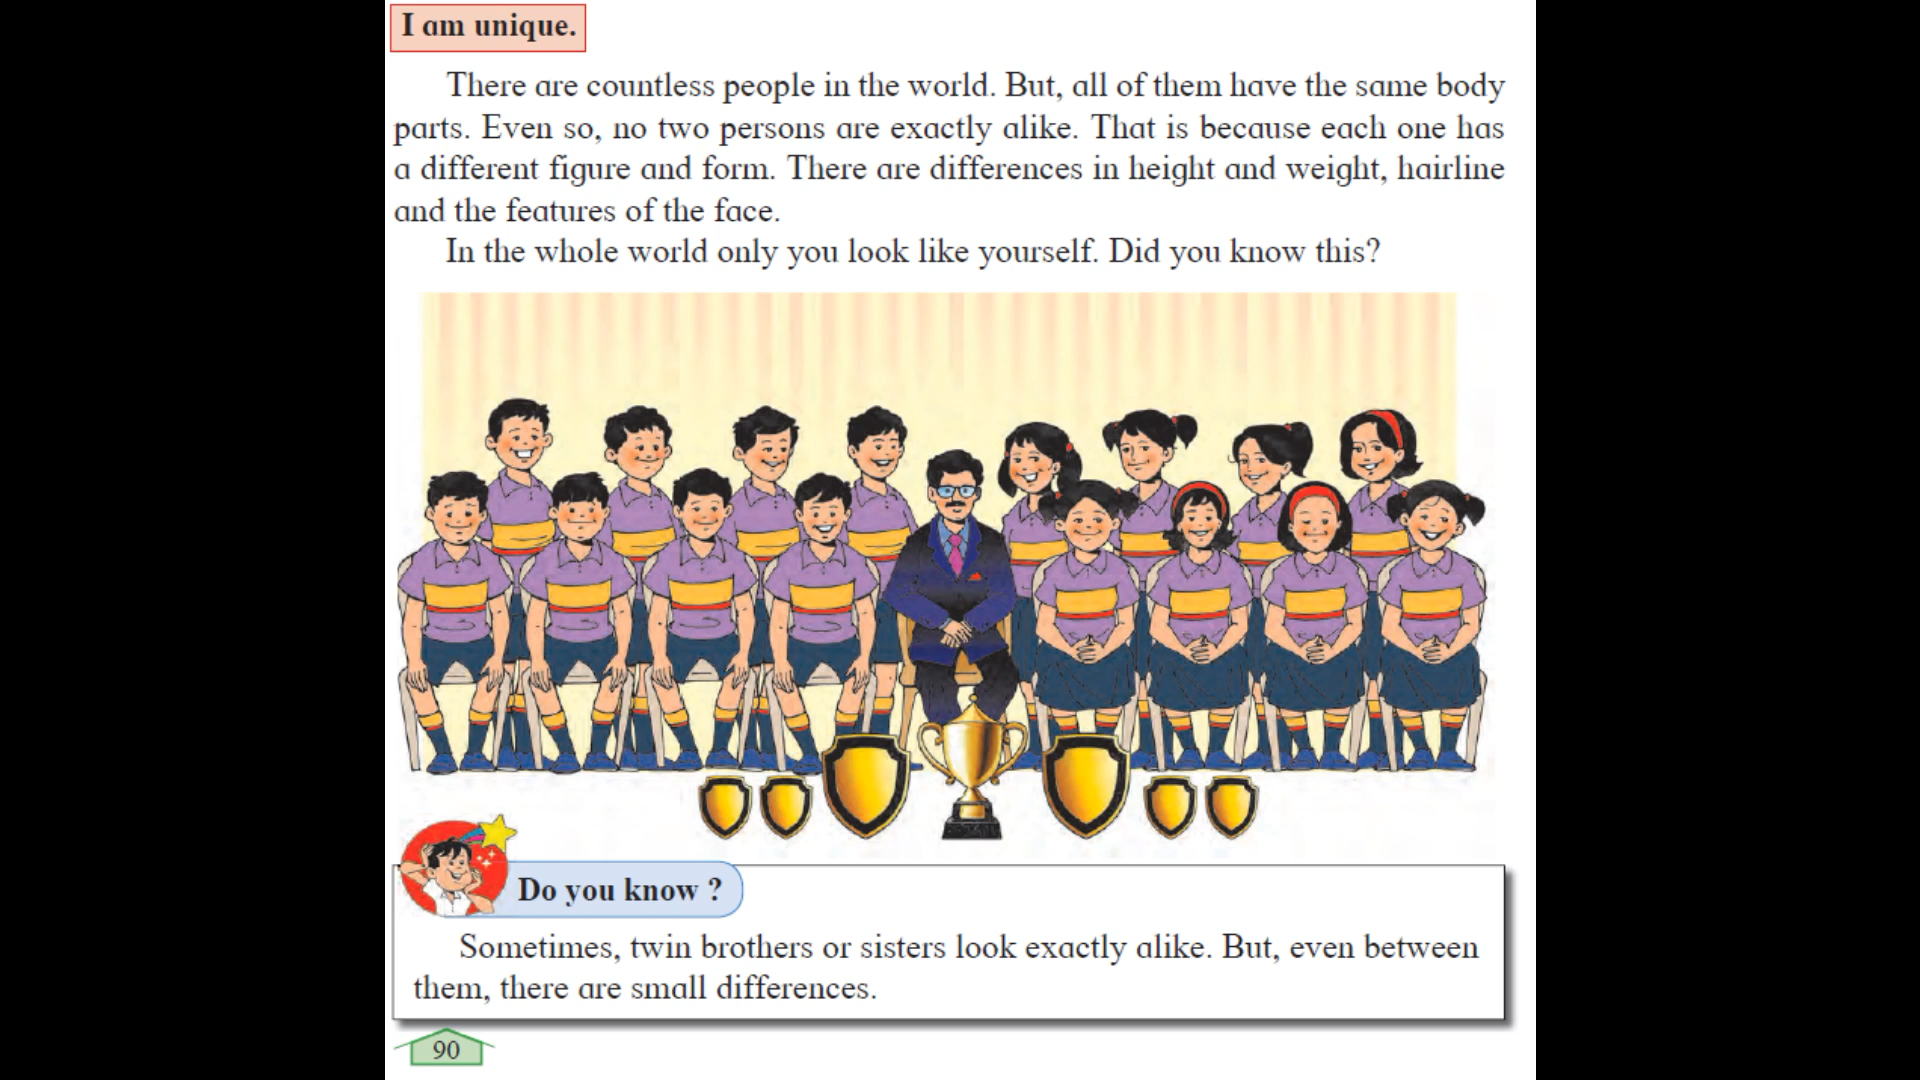 I am unique.
There are countless people in the world. But, all of them have the same body
parts. Even so, no two persons are exactly alike. That is because each one has
a different figure and form. There are differences in height and weight, hairline
and the features of the face.
In the whole world only you look like yourself. Did you know this?
Do you know ?
Sometimes, twin brothers or sisters look exactly alike. But, even between
them, there are small differences.
90